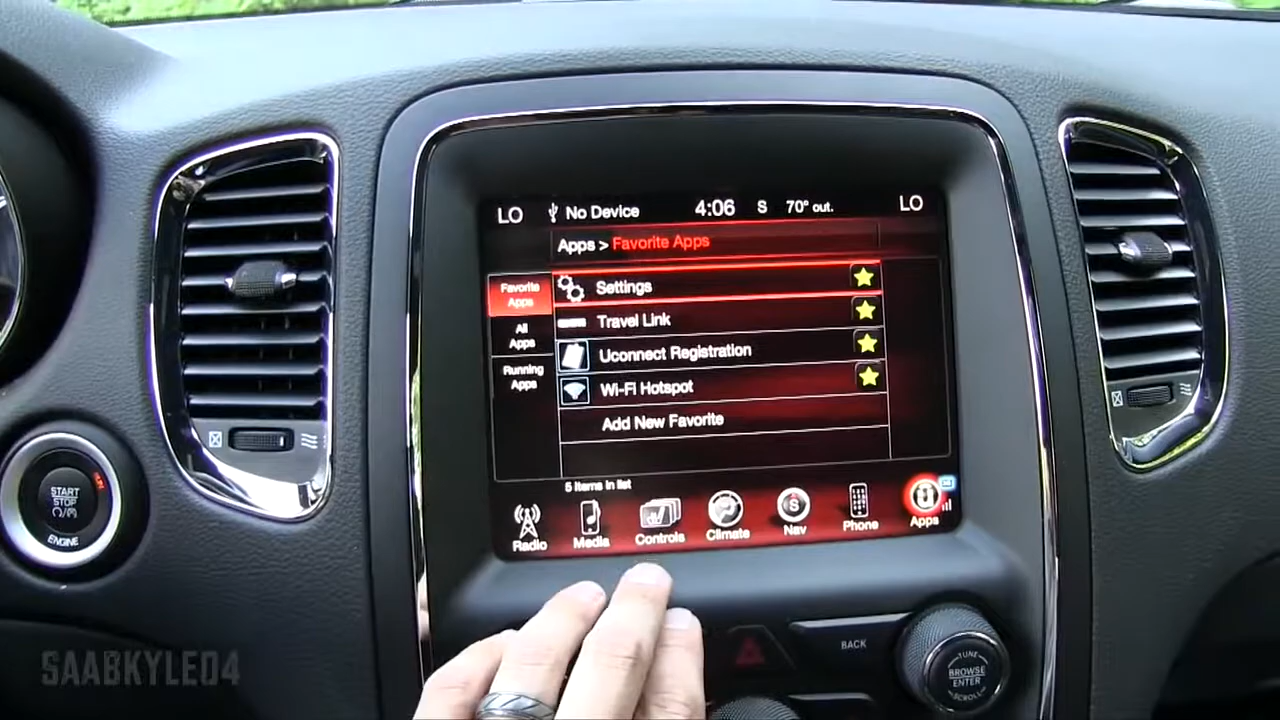 LO No Device 4:06 S 70° out. LO
Apps > Favorite Apps
Favorite
Apps
All
Apps
Running
Apps
Settings
Travel Link
Uconnect Registration
Wi-Fi Hotspot
Add New Favorite
5 Items in list
Radio Media Controls Climate Nav Phone Apps
START
STOP
ENGINE
BACK
TUNE
BROWSE
ENTER
SCROLL
SAABKYLE04